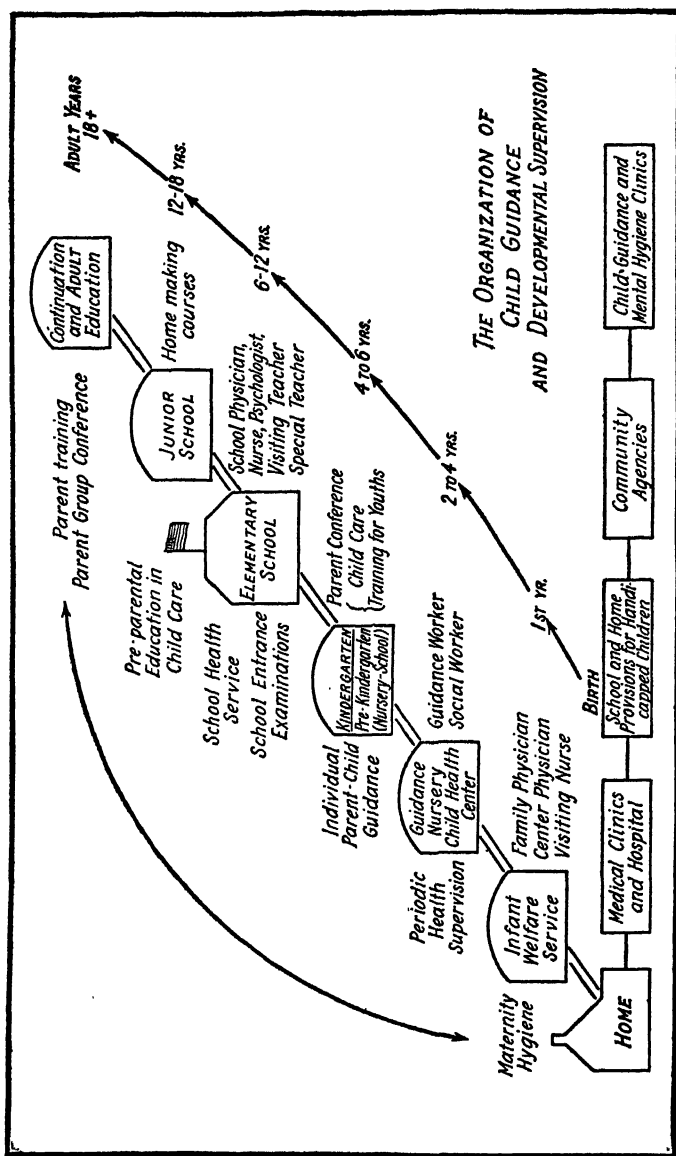 ADULT YEARS
18+
12-18 YRS.
6-12 YRS.
4 TO 6 YRS.
2 TO 4 YRS.
1ST YR.
BIRTH
Parent training
Parent Group Conference
Continuation
and ADULT
Education
Home making
courses
JUNIOR
SCHOOL
Pre-parental
Education in
Child Care
School Physician,
Nurse, Psychologist,
Visiting Teacher
Special Teacher
ELEMENTARY
SCHOOL
School Health
Service
School Entrance
Examinations
Parent Conference
Child Care
Training for Youths
KINDERGARTEN
Pre-Kindergarten
(Nursery-School)
Individual
Parent-Child
Guidance
Guidance Worker
Social Worker
Guidance
Nursery
Child Health
Center
Periodic
Health
Supervision
Family Physician
Center Physician
Visiting Nurse
Infant
Welfare
Service
Maternity
Hygiene
HOME
THE ORGANIZATION OF
CHILD GUIDANCE
AND DEVELOPMENTAL SUPERVISION
Medical Clinics
and Hospital
School and Home
Provisions for Handi-
capped Children
Community
Agencies
Child-Guidance and
Mental Hygiene Clinics